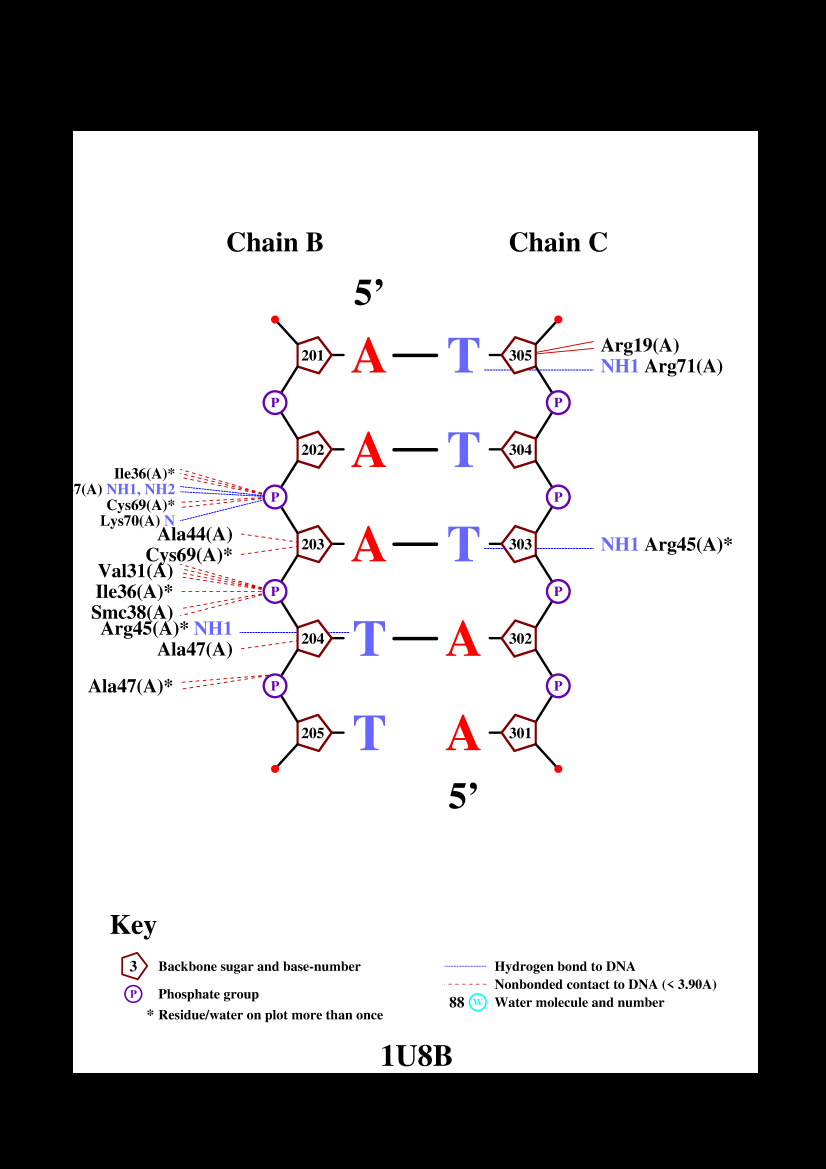 Chain B Chain C
5’
201 A T 305 Arg19(A)
NH1 Arg71(A)
P P
202 A T 304
Ile36(A)*
7(A) NH1, NH2 P P
Cys69(A)*
Lys70(A) N
Ala44(A)
203 A T 303 NH1 Arg45(A)*
Cys69(A)*
Val31(A)
Ile36(A)* P P
Smc38(A)
Arg45(A)* NH1
204 T A 302
Ala47(A)
Ala47(A)* P P
205 T A 301
5’
Key
3 Backbone sugar and base-number
P Phosphate group
* Residue/water on plot more than once
Hydrogen bond to DNA
Nonbonded contact to DNA (< 3.90A)
88 W Water molecule and number
1U8B